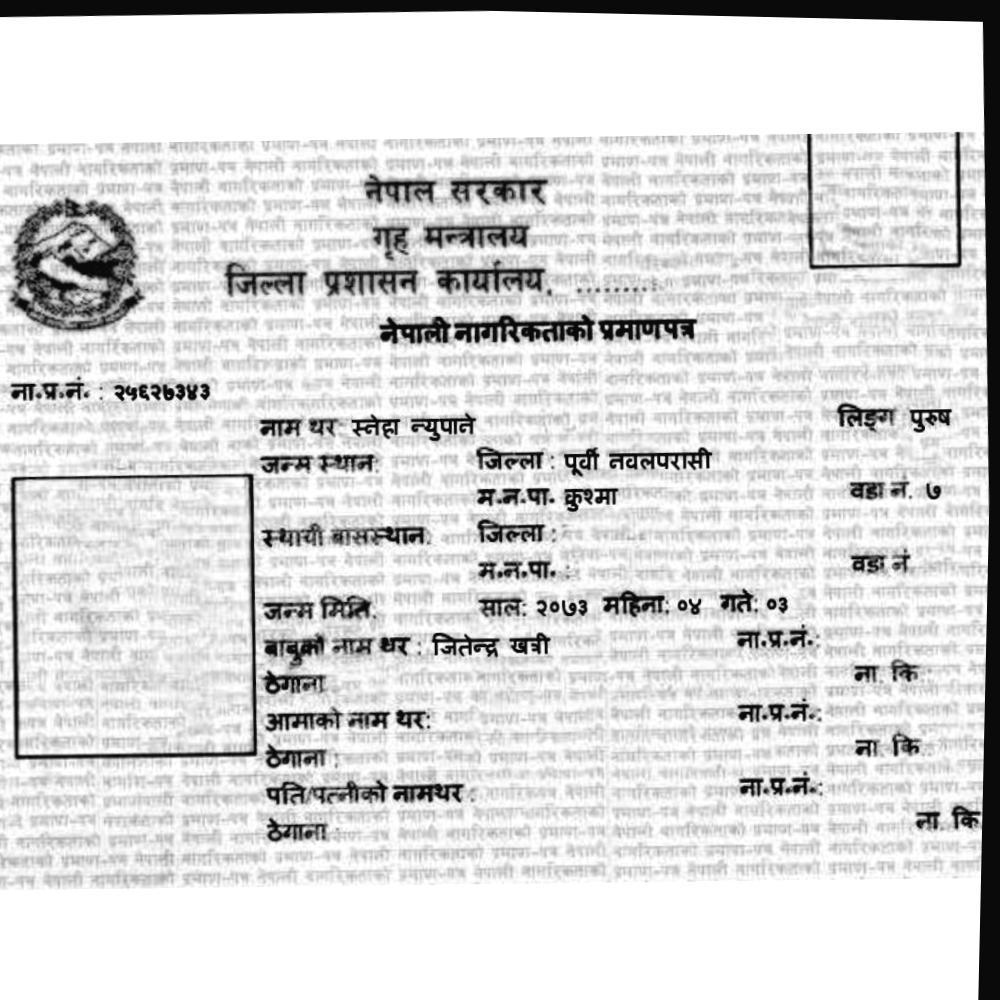 नेपाल सरकार
गृह मन्त्रालय
जिल्ला प्रशासन कार्यालय, ..........
नेपाली नागरिकताको प्रमाणपत्र
ना.प्र.नं. : २५६२७३४३
नाम थर: स्नेहा न्युपाने लिङ्ग पुरुष
जन्म स्थान: जिल्ला : पूर्वी नवलपरासी
म.न.पा. कुश्मा वडा नं. ७
स्थायी बासस्थान: जिल्ला :
म.न.पा. : वडा नं.
जन्म मिति: साल: २०७३ महिना: ०४ गते: ०३
बाबुको नाम थर : जितेन्द्र खत्री ना.प्र.नं.:
ठेगाना ना. कि :
आमाको नाम थर: ना.प्र.नं.:
ठेगाना : ना. कि :
पति/पत्नीको नामथर : ना.प्र.नं.:
ठेगाना : ना. कि